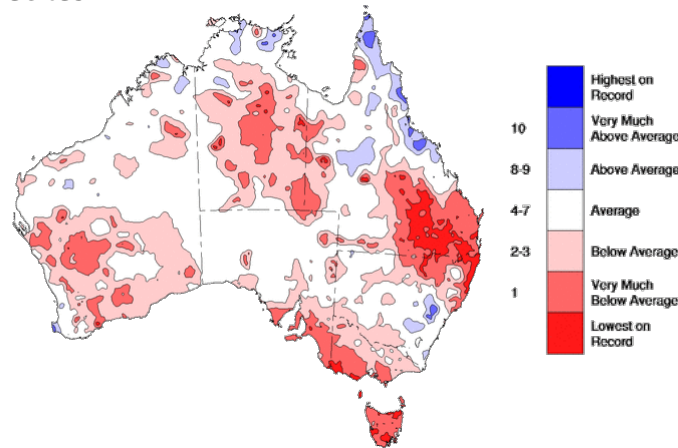 Highest on
Record
10
Very Much
Above Average
8-9
Above Average
4-7
Average
2-3
Below Average
1
Very Much
Below Average
Lowest on
Record